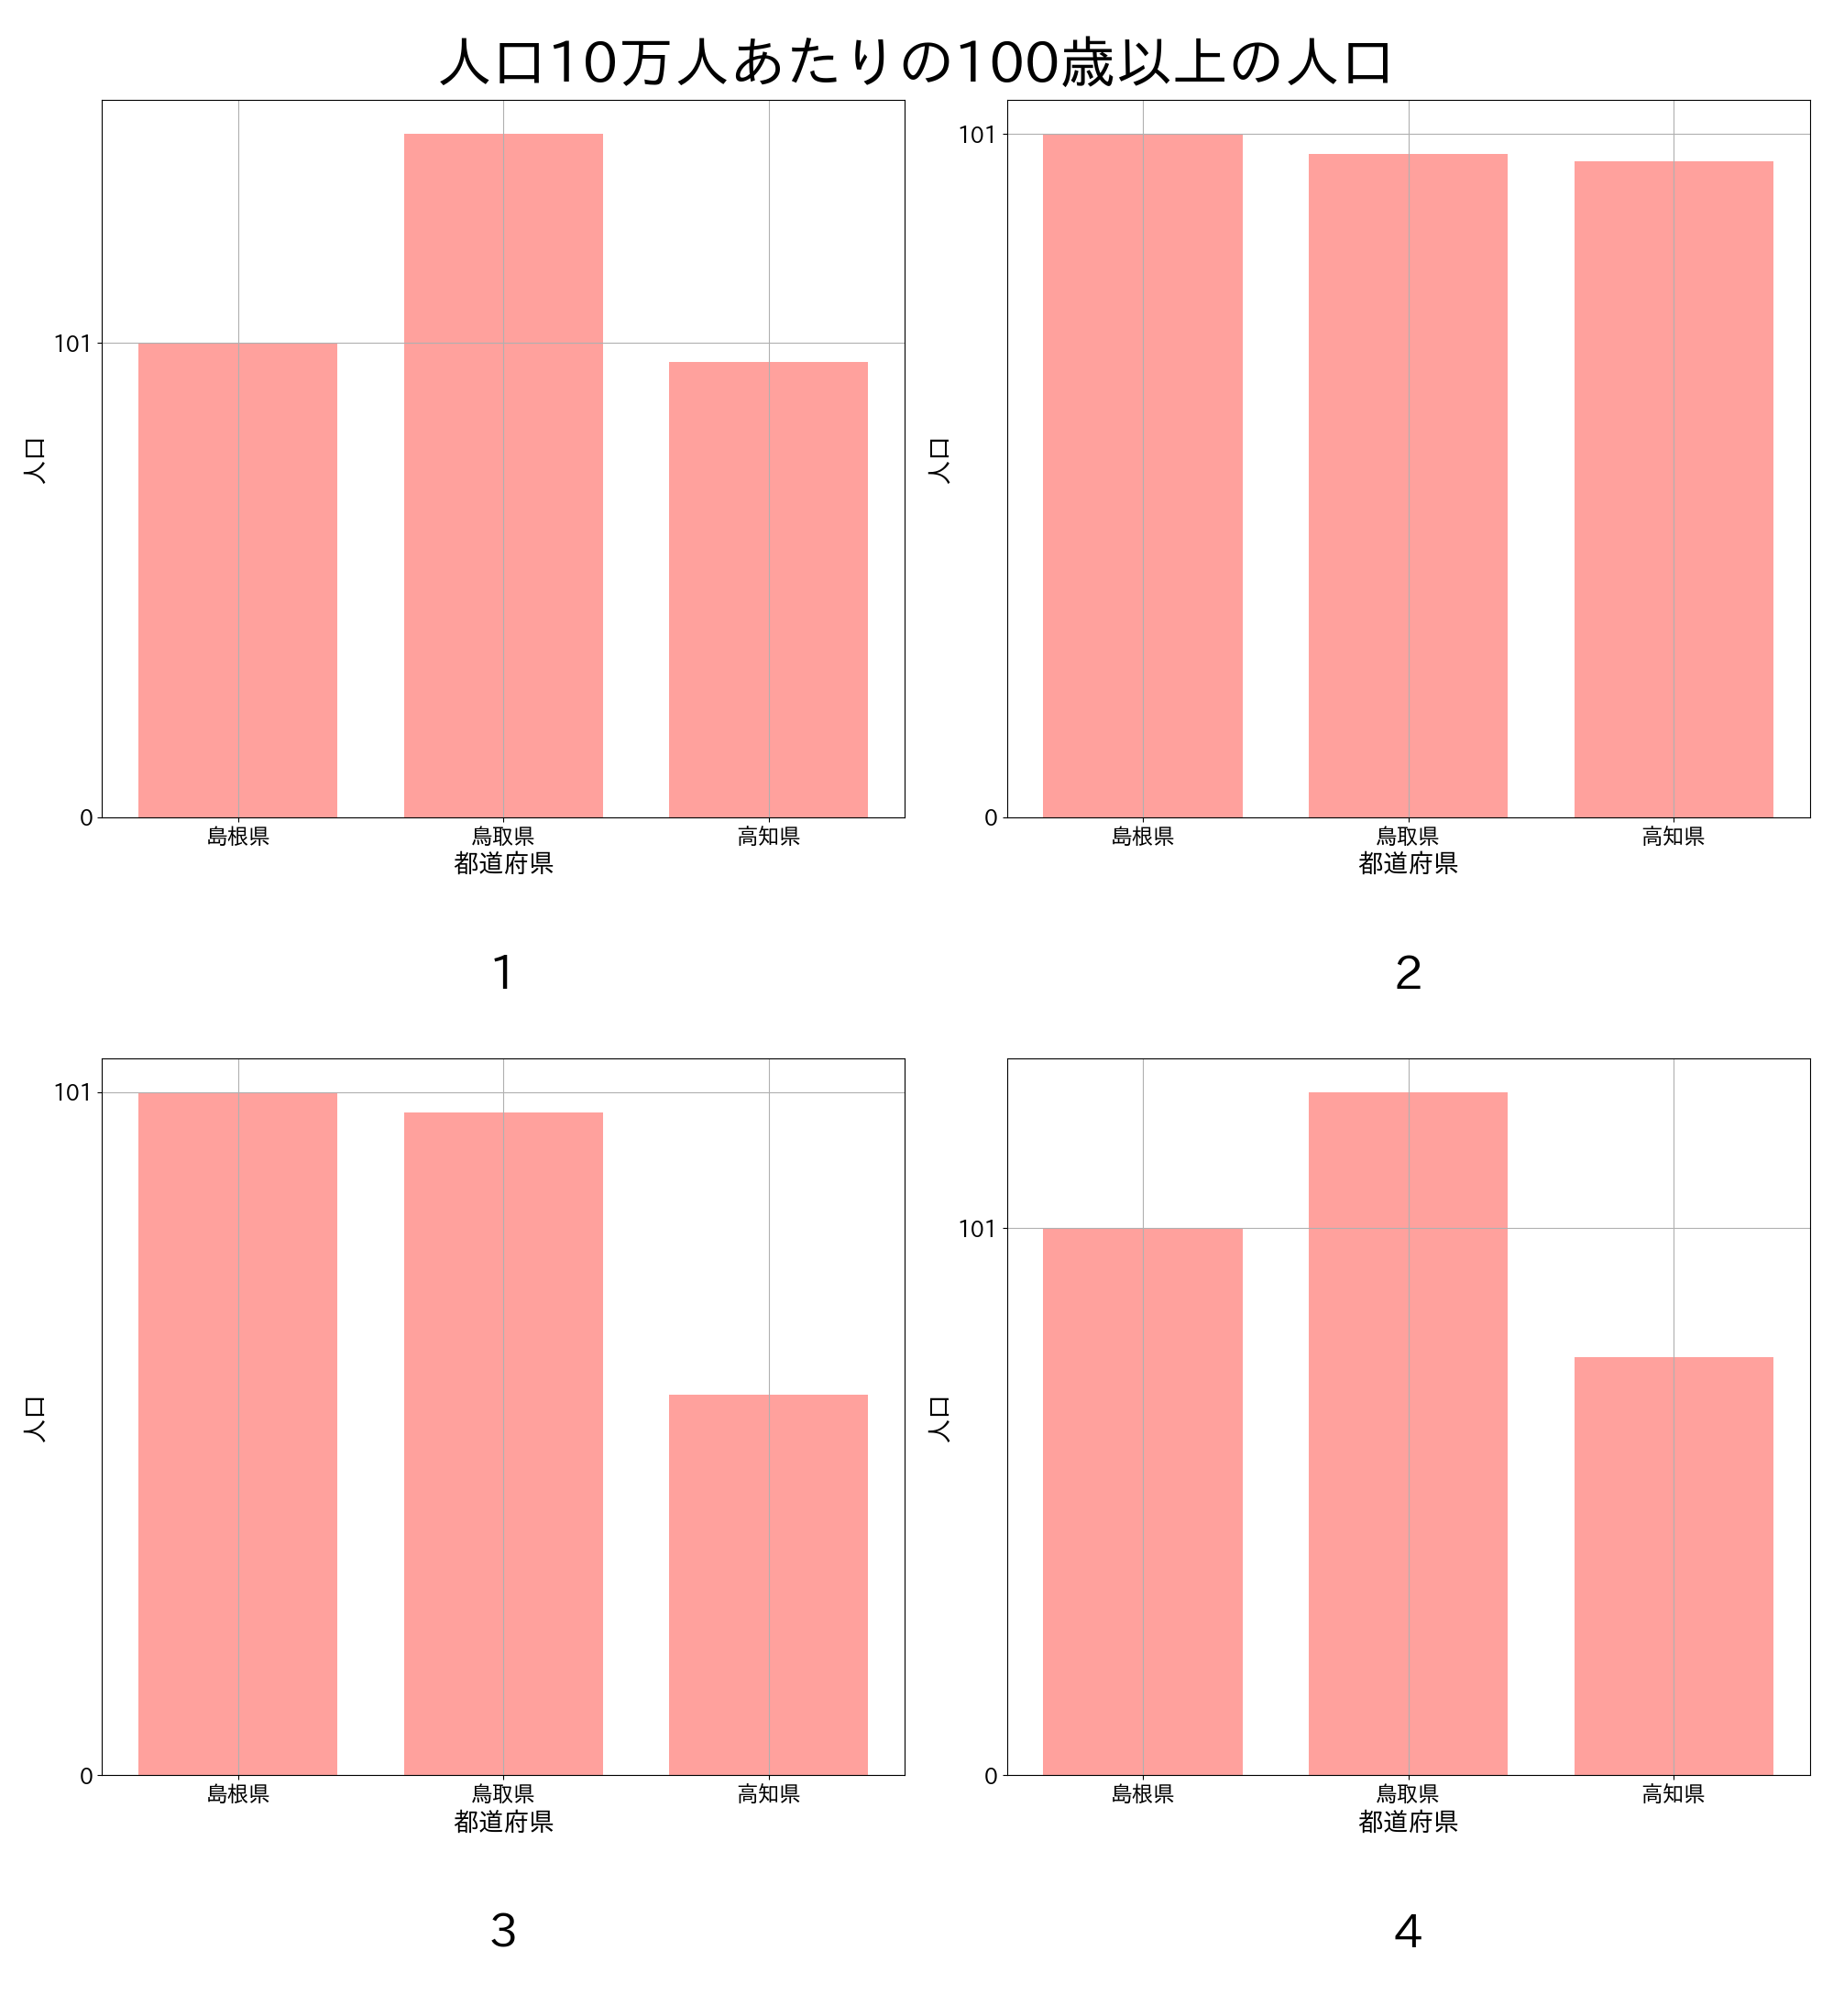 人口10万人あたりの100歳以上の人口
101
0
人口
島根県 鳥取県 高知県
都道府県
1
101
0
人口
島根県 鳥取県 高知県
都道府県
2
101
0
人口
島根県 鳥取県 高知県
都道府県
3
101
0
人口
島根県 鳥取県 高知県
都道府県
4